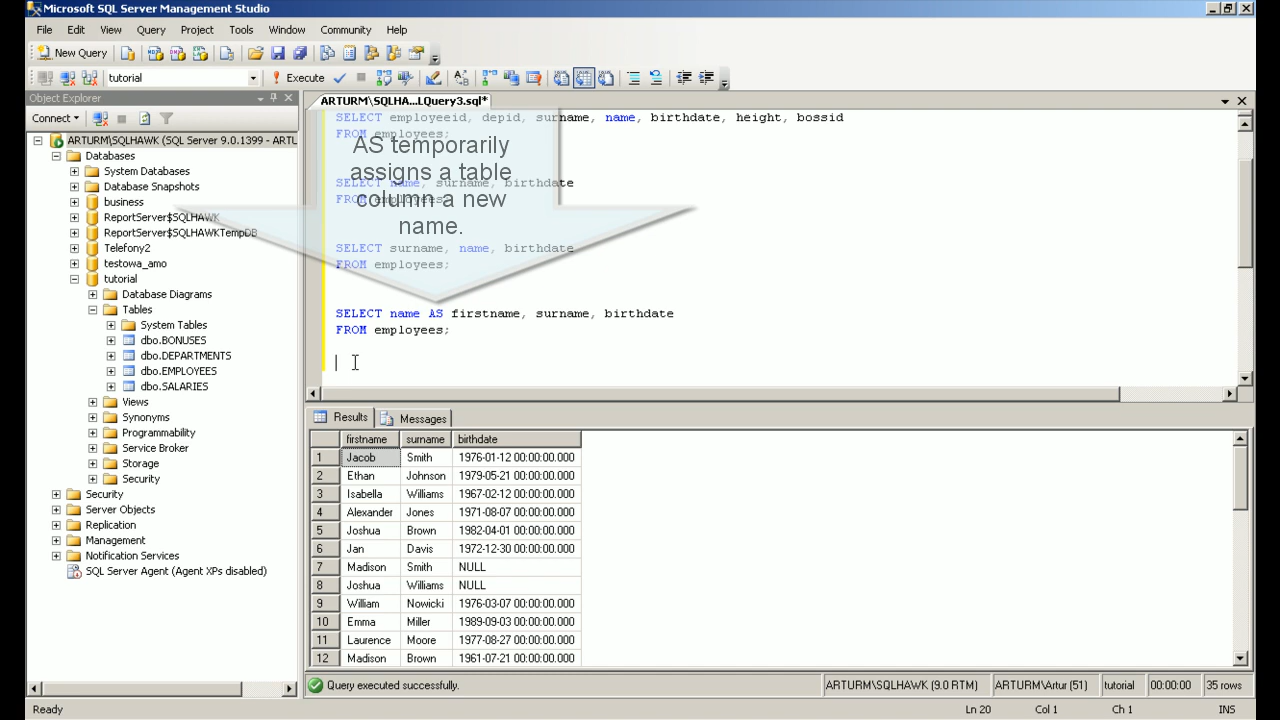 Microsoft SQL Server Management Studio
File Edit View Query Project Tools Window Community Help
New Query
tutorial Execute
Object Explorer
Connect
ARTURM\SQLHAWK (SQL Server 9.0.1399 - ARTU
Databases
System Databases
Database Snapshots
business
ReportServer$SQLHAWK
ReportServer$SQLHAWKTempDB
Telefony2
testowa_amo
tutorial
Database Diagrams
Tables
System Tables
dbo.BONUSES
dbo.DEPARTMENTS
dbo.EMPLOYEES
dbo.SALARIES
Views
Synonyms
Programmability
Service Broker
Storage
Security
Security
Server Objects
Replication
Management
Notification Services
SQL Server Agent (Agent XPs disabled)
ARTURM\SQLHA...LQuery3.sql*
SELECT employeeid, depid, surname, name, birthdate, height, bossid
FROM employees;
SELECT name, surname, birthdate
FROM employees;
SELECT surname, name, birthdate
FROM employees;
SELECT name AS firstname, surname, birthdate
FROM employees;
AS temporarily
assigns a table
column a new
name.
Results Messages
firstname surname birthdate
1 Jacob Smith 1976-01-12 00:00:00.000
2 Ethan Johnson 1979-05-21 00:00:00.000
3 Isabella Williams 1967-02-12 00:00:00.000
4 Alexander Jones 1971-08-07 00:00:00.000
5 Joshua Brown 1982-04-01 00:00:00.000
6 Jan Davis 1972-12-30 00:00:00.000
7 Madison Smith NULL
8 Joshua Williams NULL
9 William Nowicki 1976-03-07 00:00:00.000
10 Emma Miller 1989-09-03 00:00:00.000
11 Laurence Moore 1977-08-27 00:00:00.000
12 Madison Brown 1961-07-21 00:00:00.000
Query executed successfully. ARTURM\SQLHAWK (9.0 RTM) ARTURM\Artur (51) tutorial 00:00:00 35 rows
Ready Ln 20 Col 1 Ch 1 INS